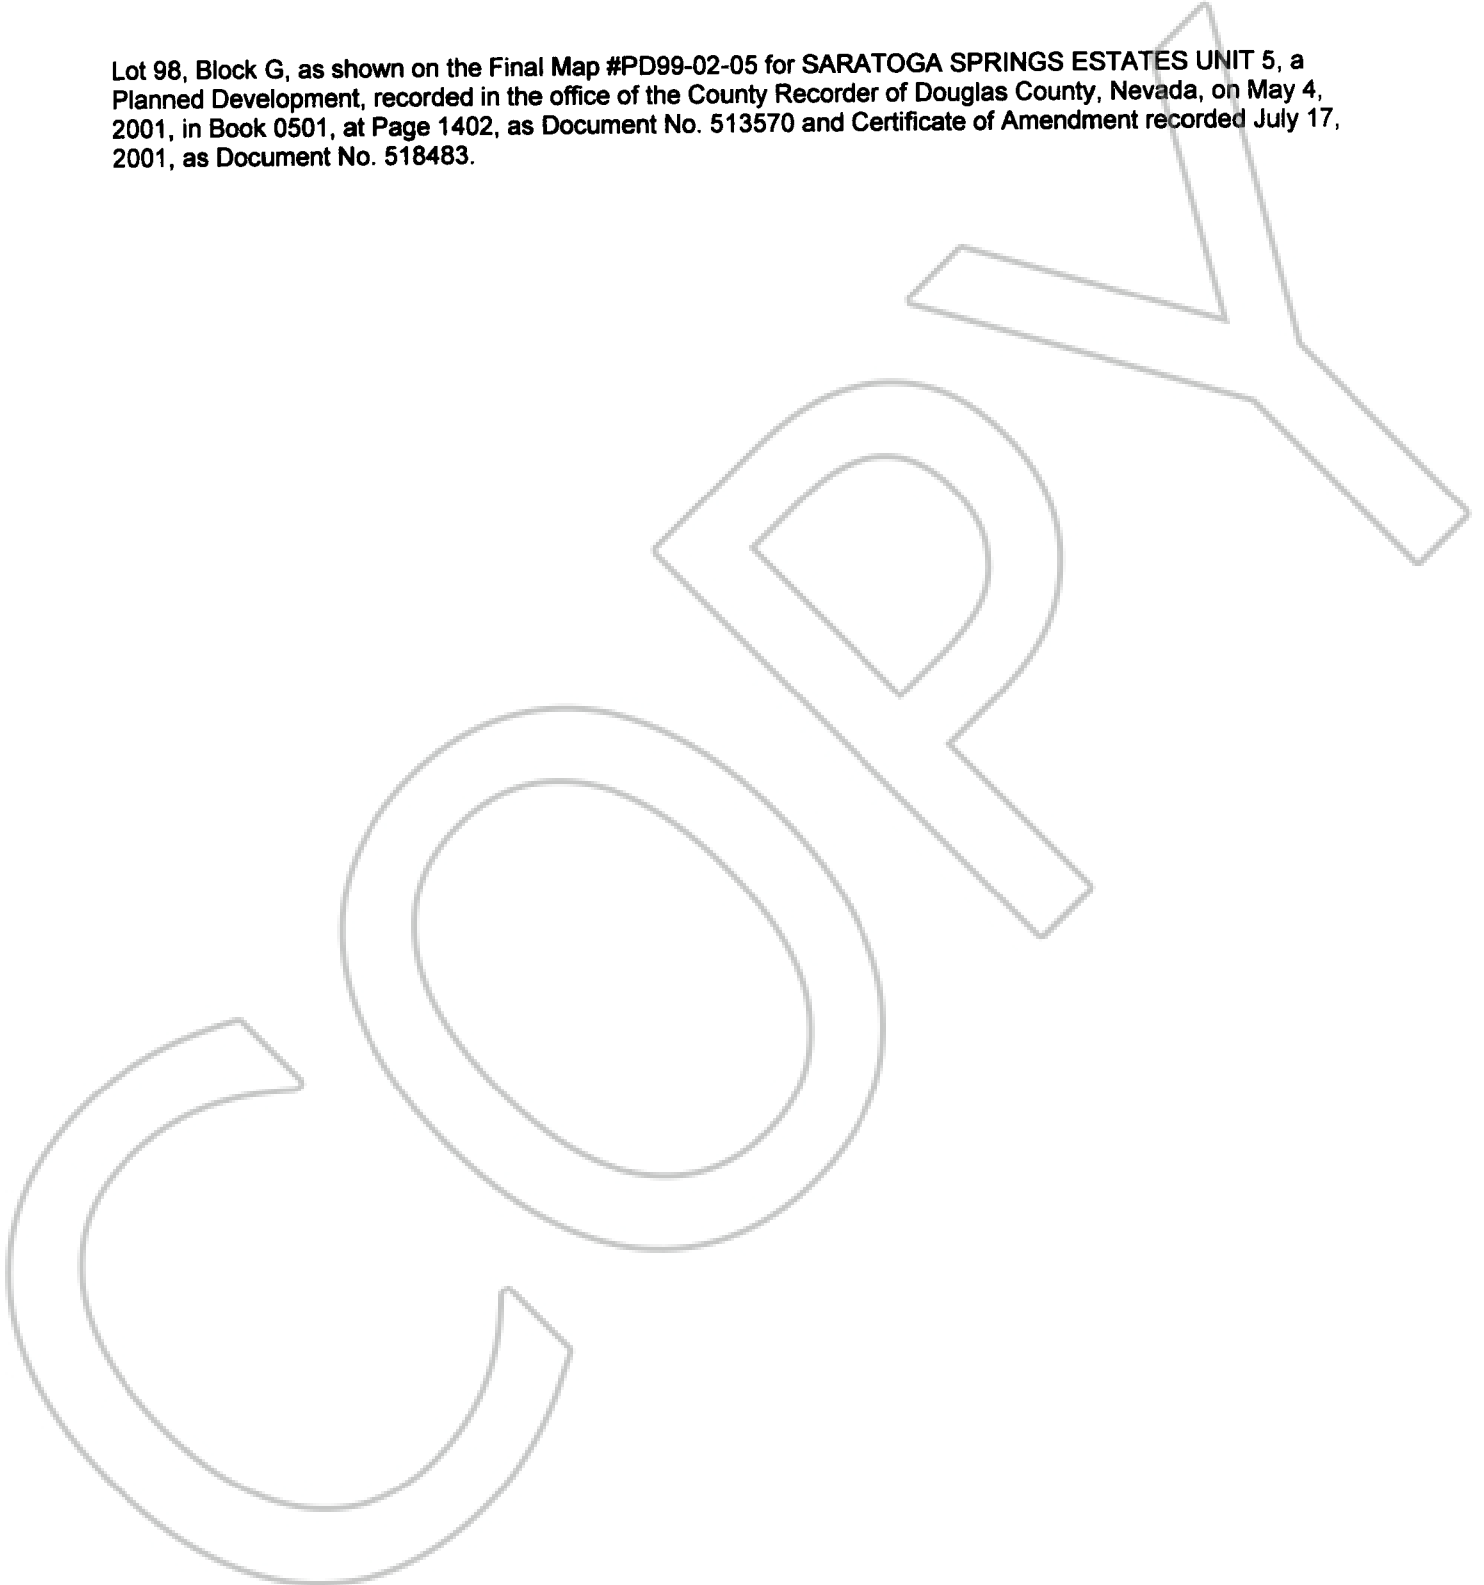 Lot 98, Block G, as shown on the Final Map #PD99-02-05 for SARATOGA SPRINGS ESTATES UNIT 5, a
Planned Development, recorded in the office of the County Recorder of Douglas County, Nevada, on May 4,
2001, in Book 0501, at Page 1402, as Document No. 513570 and Certificate of Amendment recorded July 17,
2001, as Document No. 518483.
COPY